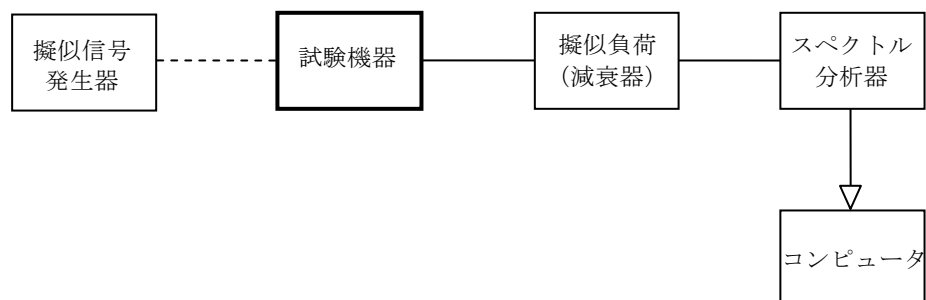 擬似信号
発生器
試験機器
擬似負荷
（減衰器）
スペクトル
分析器
コンピュータ